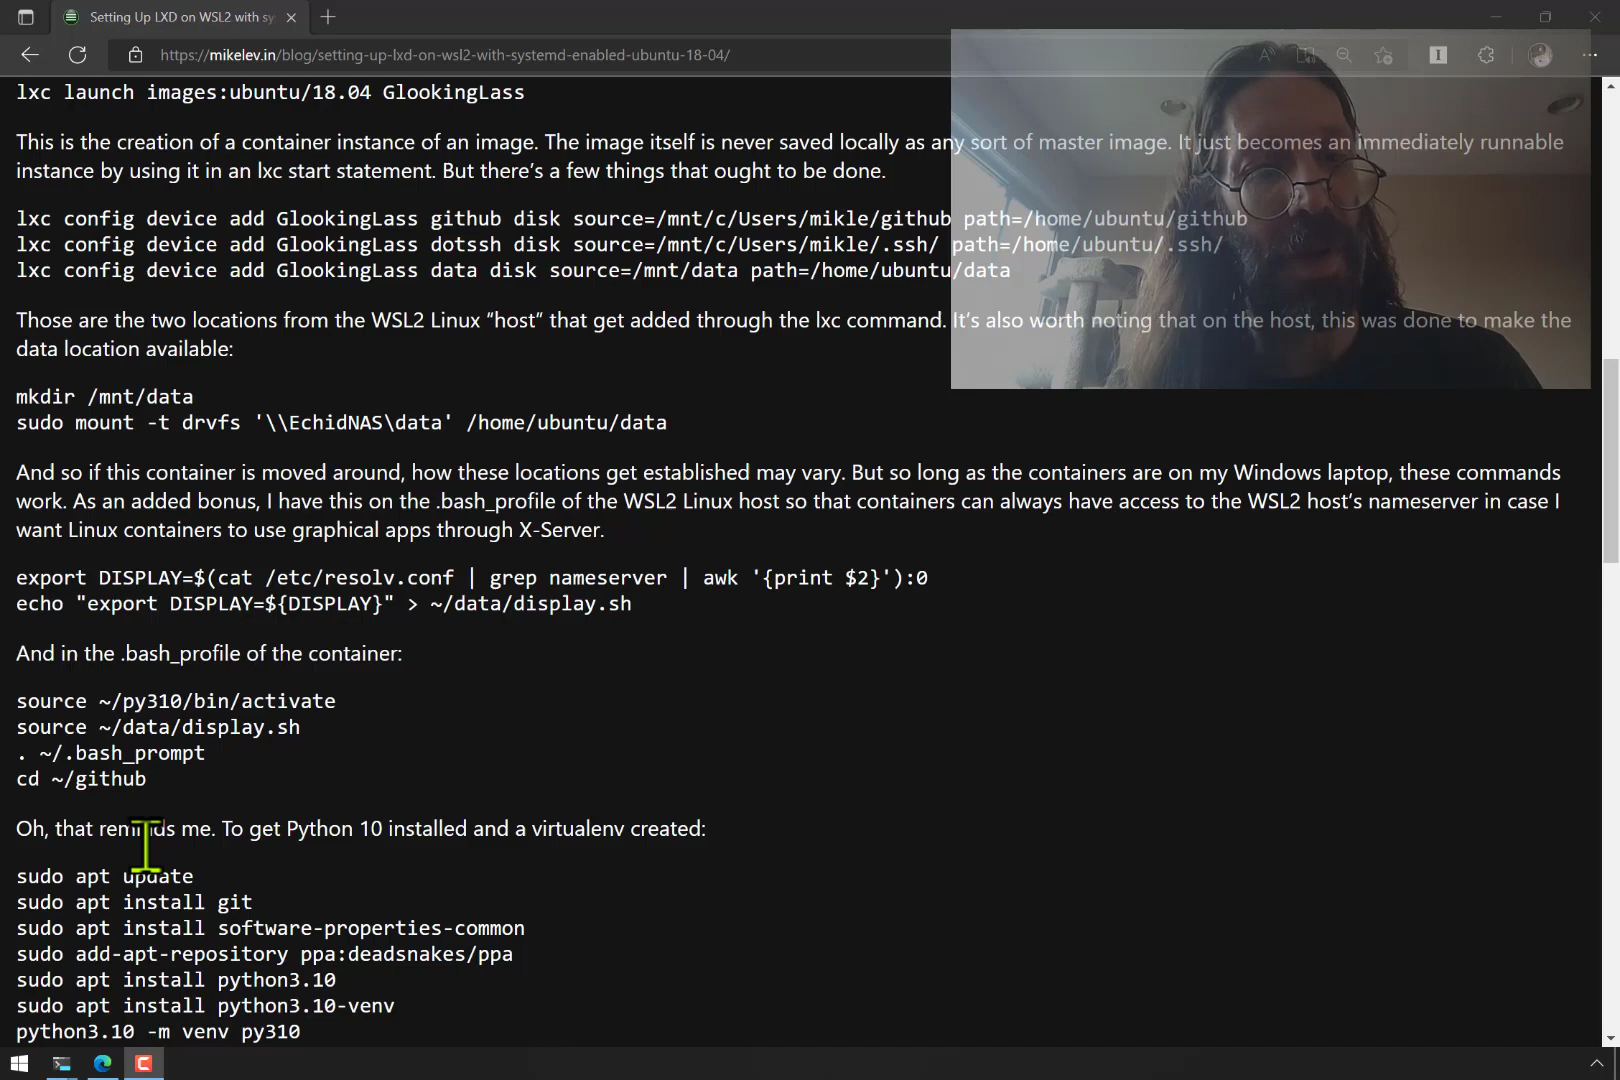 Setting Up LXD on WSL2 with sy
https://mikelev.in/blog/setting-up-lxd-on-wsl2-with-systemd-enabled-ubuntu-18-04/
lxc launch images:ubuntu/18.04 GlookingLass
This is the creation of a container instance of an image. The image itself is never saved locally as any sort of master image. It just becomes an immediately runnable
instance by using it in an lxc start statement. But there’s a few things that ought to be done.
lxc config device add GlookingLass github disk source=/mnt/c/Users/mikle/github path=/home/ubuntu/github
lxc config device add GlookingLass dotssh disk source=/mnt/c/Users/mikle/.ssh/ path=/home/ubuntu/.ssh/
lxc config device add GlookingLass data disk source=/mnt/data path=/home/ubuntu/data
Those are the two locations from the WSL2 Linux “host” that get added through the lxc command. It’s also worth noting that on the host, this was done to make the
data location available:
mkdir /mnt/data
sudo mount -t drvfs '\\EchidNAS\data' /home/ubuntu/data
And so if this container is moved around, how these locations get established may vary. But so long as the containers are on my Windows laptop, these commands
work. As an added bonus, I have this on the .bash_profile of the WSL2 Linux host so that containers can always have access to the WSL2 host’s nameserver in case I
want Linux containers to use graphical apps through X-Server.
export DISPLAY=$(cat /etc/resolv.conf | grep nameserver | awk '{print $2}'):0
echo "export DISPLAY=${DISPLAY}" > ~/data/display.sh
And in the .bash_profile of the container:
source ~/py310/bin/activate
source ~/data/display.sh
. ~/.bash_prompt
cd ~/github
Oh, that reminds me. To get Python 10 installed and a virtualenv created:
sudo apt update
sudo apt install git
sudo apt install software-properties-common
sudo add-apt-repository ppa:deadsnakes/ppa
sudo apt install python3.10
sudo apt install python3.10-venv
python3.10 -m venv py310